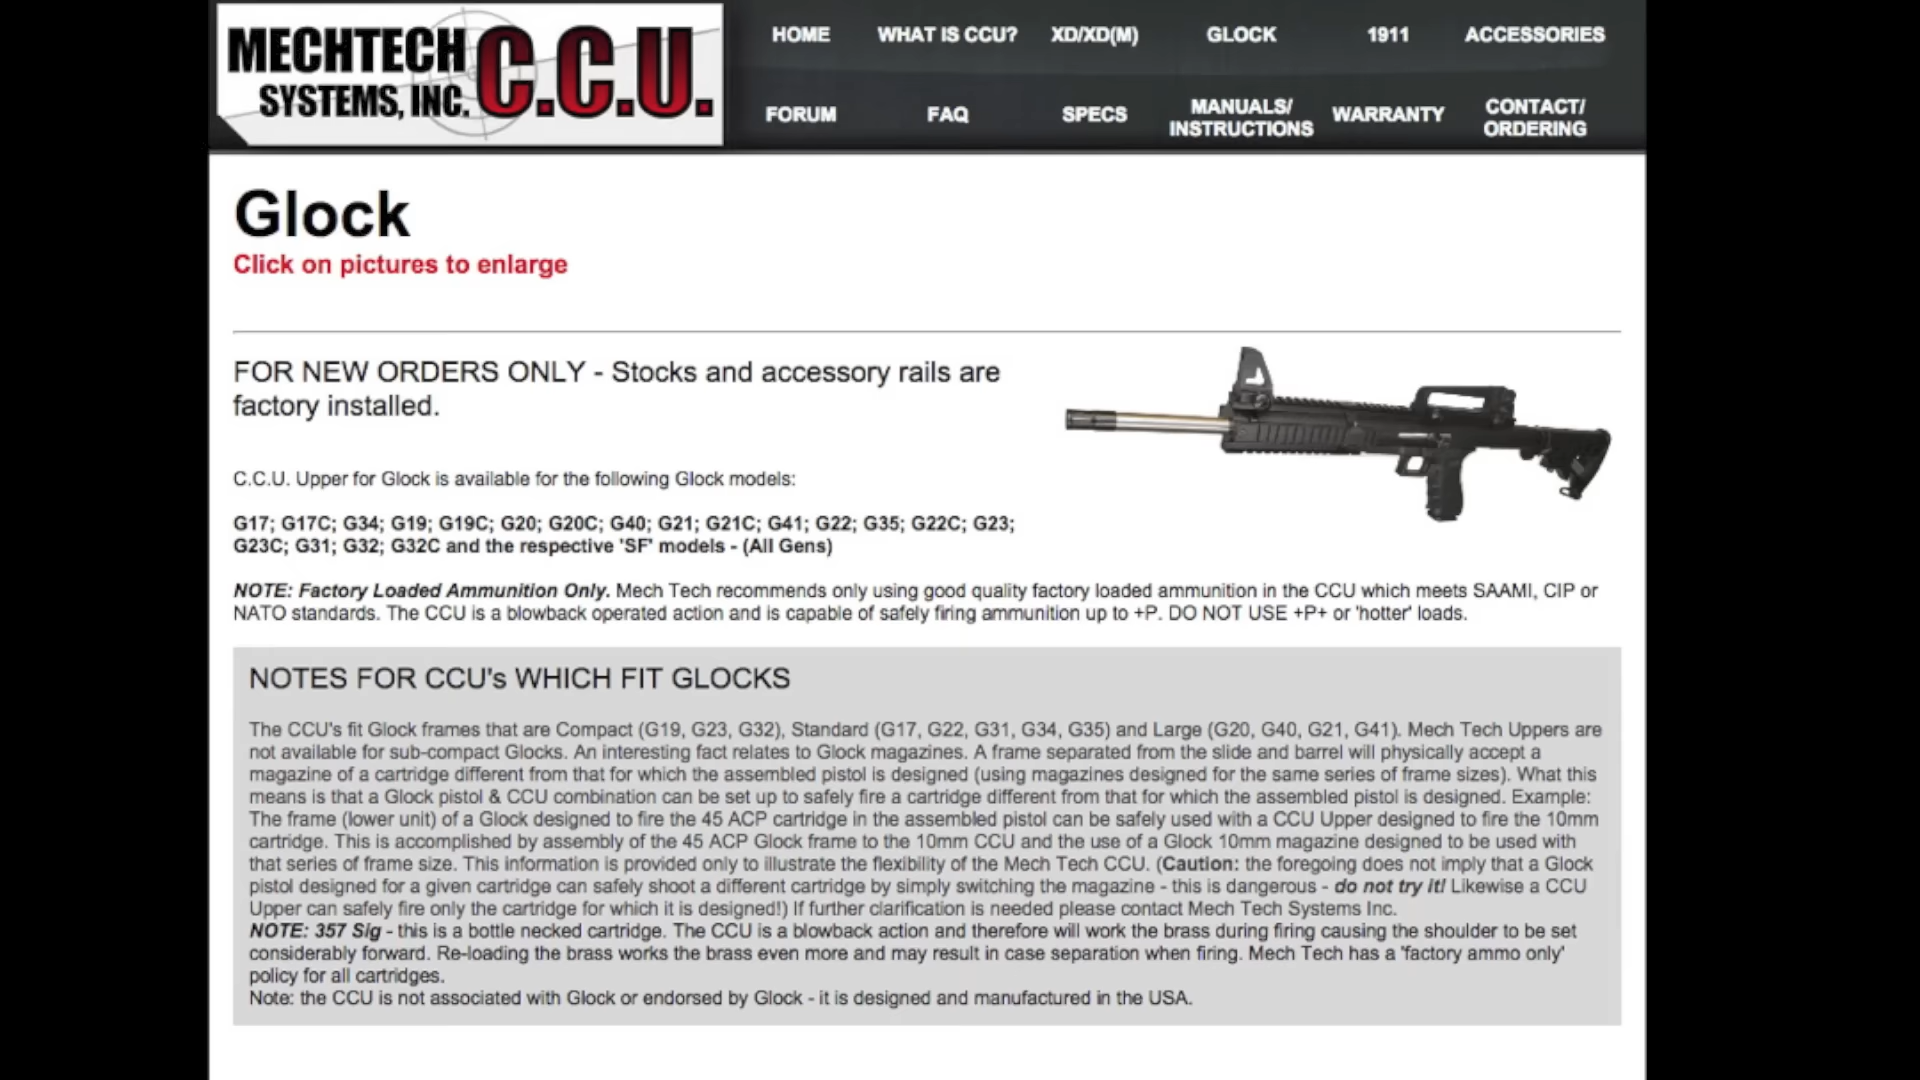 MECHTECH
SYSTEMS, INC.
C.C.U.
HOME
WHAT IS CCU?
XD/XD(M)
GLOCK
1911
ACCESSORIES
FORUM
FAQ
SPECS
MANUALS/
INSTRUCTIONS
WARRANTY
CONTACT/
ORDERING
Glock
Click on pictures to enlarge
FOR NEW ORDERS ONLY - Stocks and accessory rails are
factory installed.
C.C.U. Upper for Glock is available for the following Glock models:
G17; G17C; G34; G19; G19C; G20; G20C; G40; G21; G21C; G41; G22; G35; G22C; G23;
G23C; G31; G32; G32C and the respective 'SF' models - (All Gens)
NOTE: Factory Loaded Ammunition Only. Mech Tech recommends only using good quality factory loaded ammunition in the CCU which meets SAAMI, CIP or
NATO standards. The CCU is a blowback operated action and is capable of safely firing ammunition up to +P. DO NOT USE +P+ or 'hotter' loads.
NOTES FOR CCU's WHICH FIT GLOCKS
The CCU's fit Glock frames that are Compact (G19, G23, G32), Standard (G17, G22, G31, G34, G35) and Large (G20, G40, G21, G41). Mech Tech Uppers are
not available for sub-compact Glocks. An interesting fact relates to Glock magazines. A frame separated from the slide and barrel will physically accept a
magazine of a cartridge different from that for which the assembled pistol is designed (using magazines designed for the same series of frame sizes). What this
means is that a Glock pistol & CCU combination can be set up to safely fire a cartridge different from that for which the assembled pistol is designed. Example:
The frame (lower unit) of a Glock designed to fire the 45 ACP cartridge in the assembled pistol can be safely used with a CCU Upper designed to fire the 10mm
cartridge. This is accomplished by assembly of the 45 ACP Glock frame to the 10mm CCU and the use of a Glock 10mm magazine designed to be used with
that series of frame size. This information is provided only to illustrate the flexibility of the Mech Tech CCU. (Caution: the foregoing does not imply that a Glock
pistol designed for a given cartridge can safely shoot a different cartridge by simply switching the magazine - this is dangerous - do not try it! Likewise a CCU
Upper can safely fire only the cartridge for which it is designed!) If further clarification is needed please contact Mech Tech Systems Inc.
NOTE: 357 Sig - this is a bottle necked cartridge. The CCU is a blowback action and therefore will work the brass during firing causing the shoulder to be set
considerably forward. Re-loading the brass works the brass even more and may result in case separation when firing. Mech Tech has a 'factory ammo only'
policy for all cartridges.
Note: the CCU is not associated with Glock or endorsed by Glock - it is designed and manufactured in the USA.